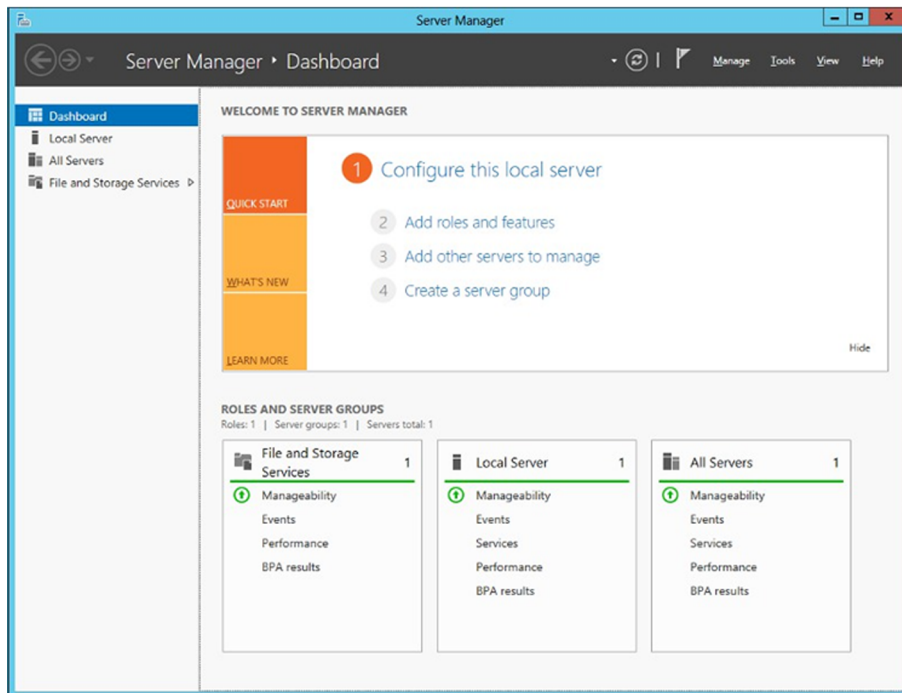 Server Manager
Server Manager • Dashboard
Manage Tools View Help
Dashboard
Local Server
All Servers
File and Storage Services
WELCOME TO SERVER MANAGER
QUICK START
WHAT'S NEW
LEARN MORE
1 Configure this local server
2 Add roles and features
3 Add other servers to manage
4 Create a server group
Hide
ROLES AND SERVER GROUPS
Roles: 1 | Server groups: 1 | Servers total: 1
File and Storage
Services 1
Manageability
Events
Performance
BPA results
Local Server 1
Manageability
Events
Services
Performance
BPA results
All Servers 1
Manageability
Events
Services
Performance
BPA results